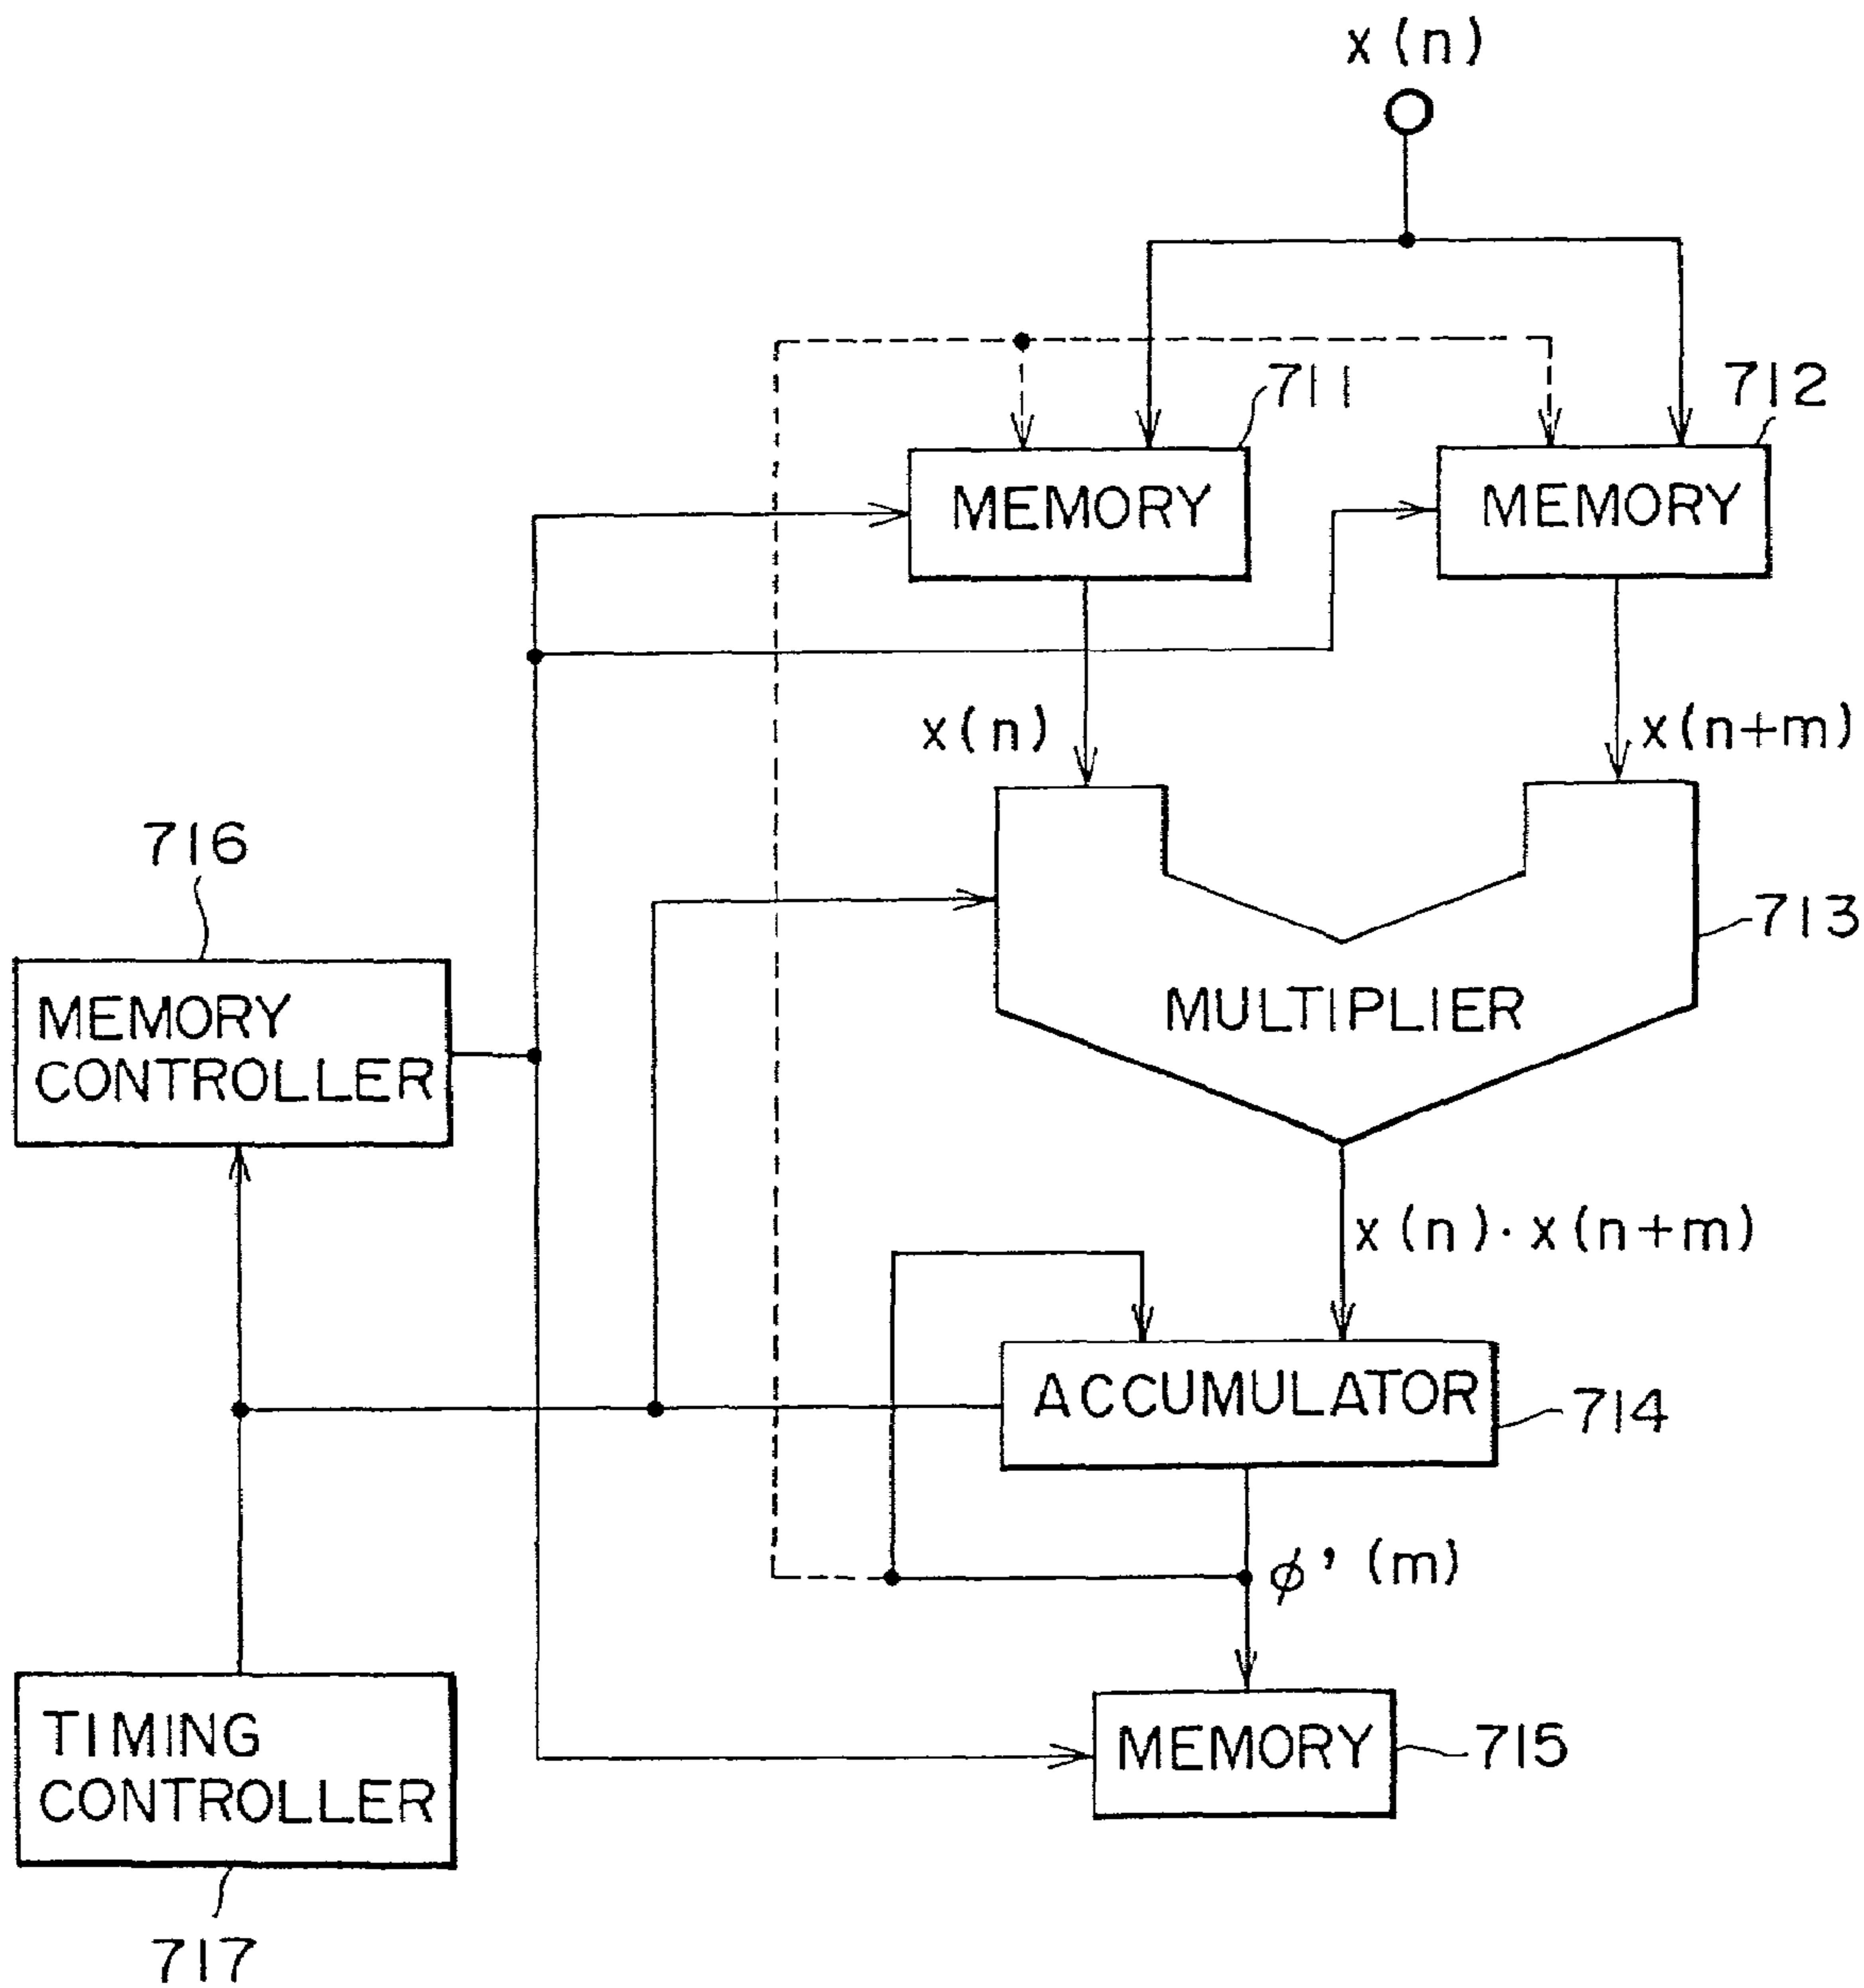 x(n)
711
712
MEMORY
MEMORY
x(n)
x(n+m)
716
713
MEMORY
CONTROLLER
MULTIPLIER
x(n)·x(n+m)
ACCUMULATOR
714
ϕ'(m)
TIMING
CONTROLLER
MEMORY
715
717